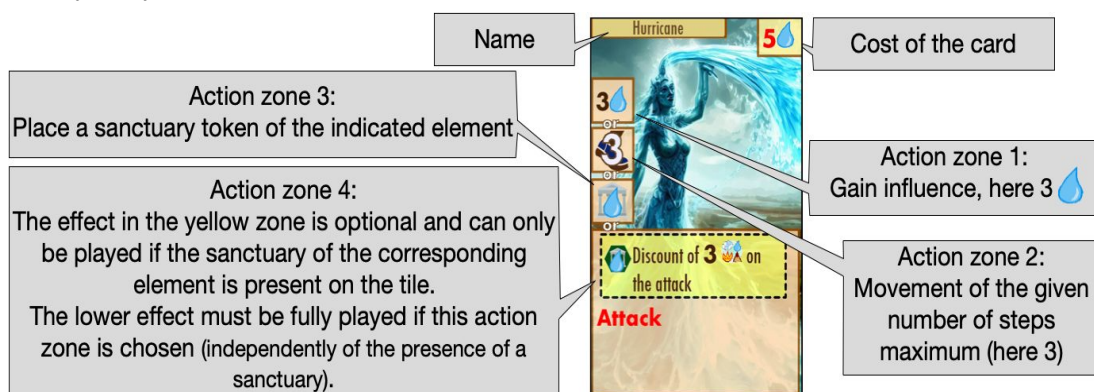 Name
Hurricane
5
Cost of the card
Action zone 3:
Place a sanctuary token of the indicated element
3
or
3
or
or
Action zone 1:
Gain influence, here 3
Action zone 4:
The effect in the yellow zone is optional and can only
be played if the sanctuary of the corresponding
element is present on the tile.
The lower effect must be fully played if this action
zone is chosen (independently of the presence of a
sanctuary).
Discount of 3 on
the attack
Attack
Action zone 2:
Movement of the given
number of steps
maximum (here 3)